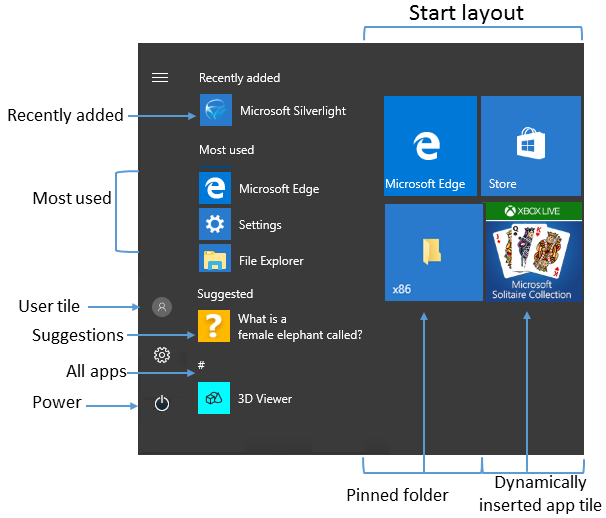 Start layout
Recently added
Recently added
Microsoft Silverlight
Most used
Most used
Microsoft Edge
Settings
File Explorer
Microsoft Edge
Store
x86
XBOX LIVE
Microsoft
Solitaire Collection
User tile
Suggested
Suggestions
What is a
female elephant called?
All apps
#
Power
3D Viewer
Pinned folder
Dynamically
inserted app tile